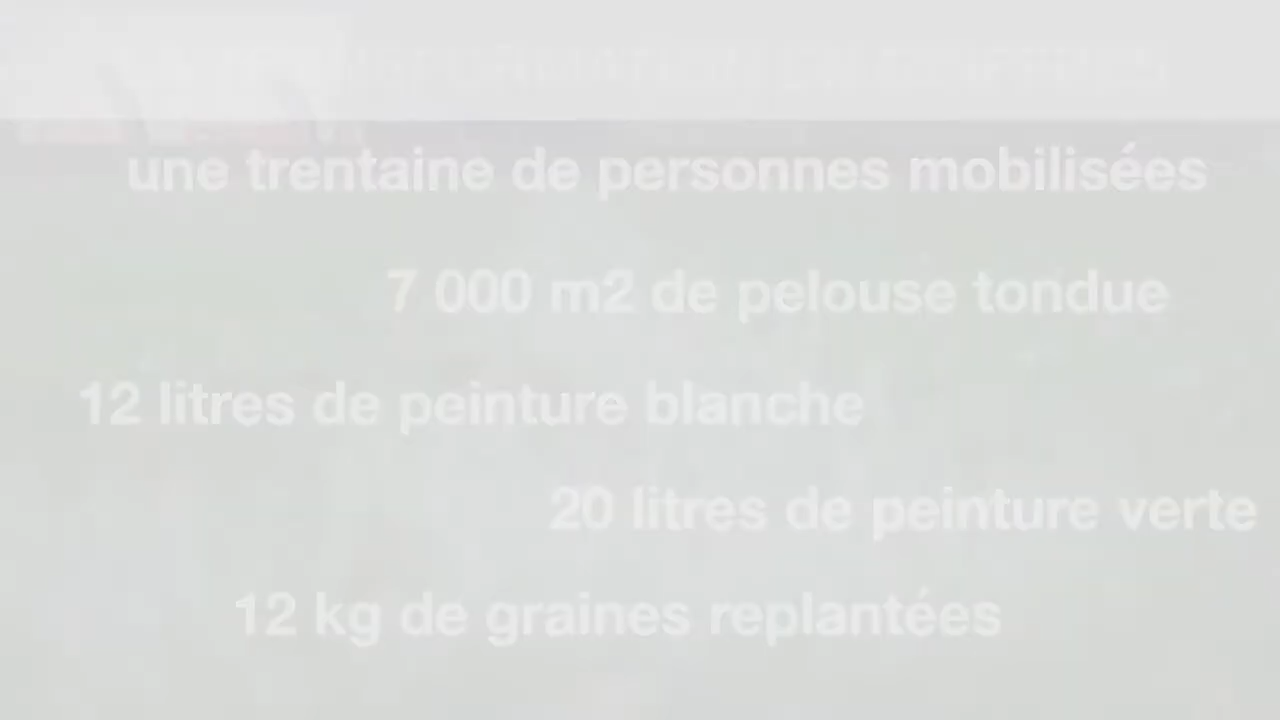 une trentaine de personnes mobilisées
7 000 m2 de pelouse tondue
12 litres de peinture blanche
20 litres de peinture verte
12 kg de graines replantées